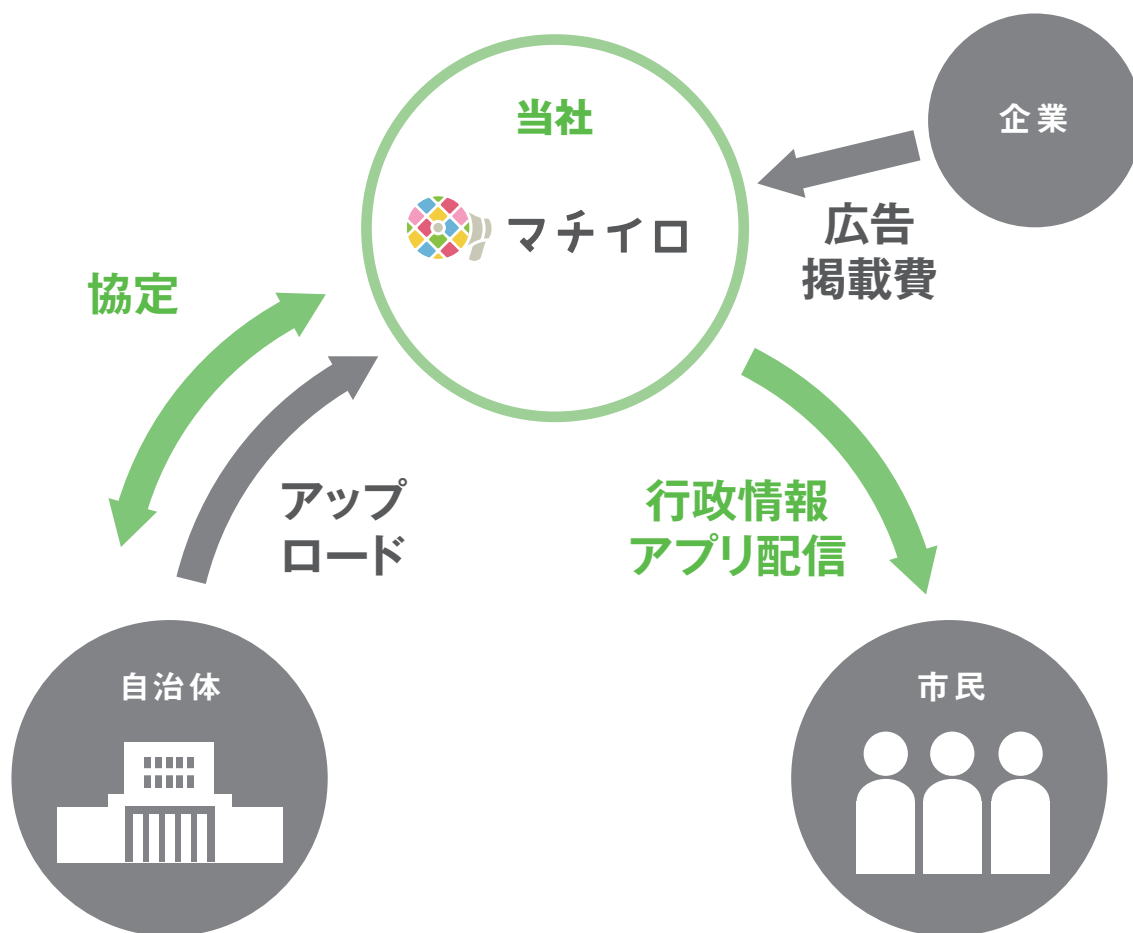 当社
マチイロ
企業
広告
掲載費
協定
アップ
ロード
行政情報
アプリ配信
自治体
市民